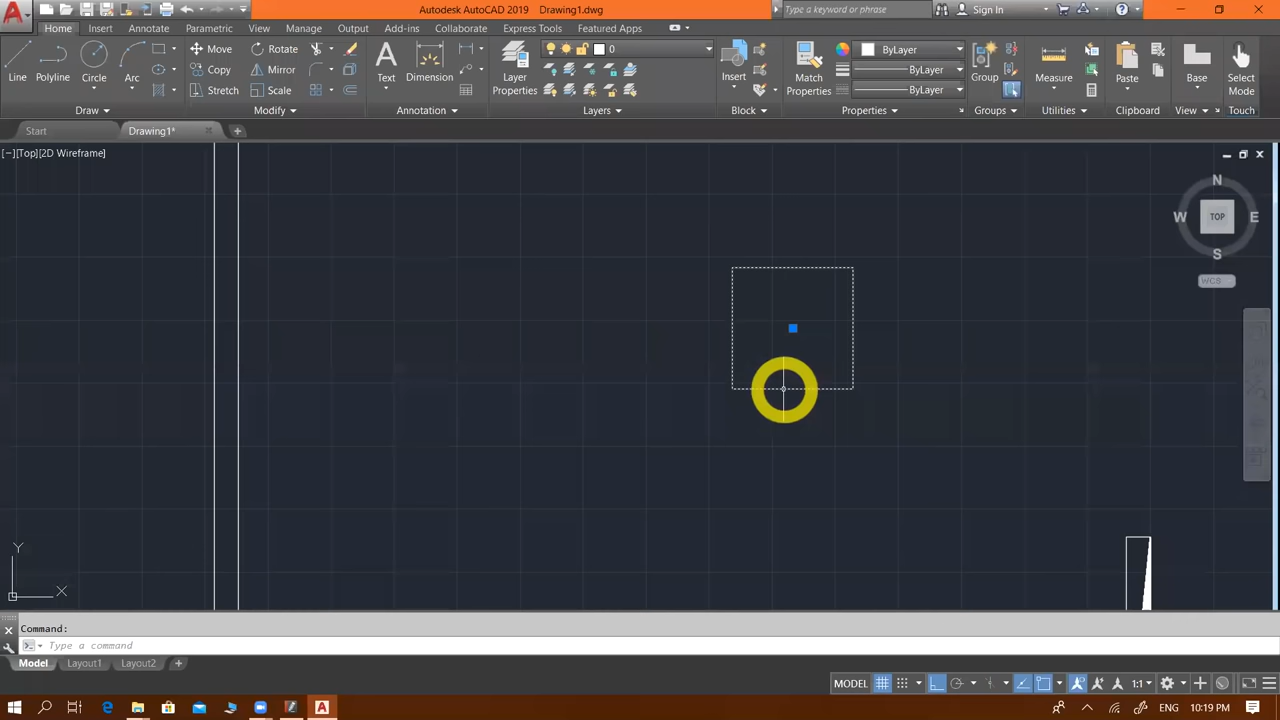 Autodesk AutoCAD 2019 Drawing1.dwg
Type a keyword or phrase
Sign In
Home Insert Annotate Parametric View Manage Output Add-ins Collaborate Express Tools Featured Apps
Line
Polyline
Circle
Arc
Move
Rotate
Copy
Mirror
Stretch
Scale
Text
Dimension
Layer
Properties
0
Insert
Match
Properties
ByLayer
ByLayer
ByLayer
Group
Measure
Paste
Base
Select
Mode
Draw
Modify
Annotation
Layers
Block
Properties
Groups
Utilities
Clipboard
View
Touch
Start
Drawing1*
[−][Top][2D Wireframe]
N
W
TOP
E
S
WCS
Y
X
Command:
Type a command
Model Layout1 Layout2
MODEL
1:1
ENG
10:19 PM